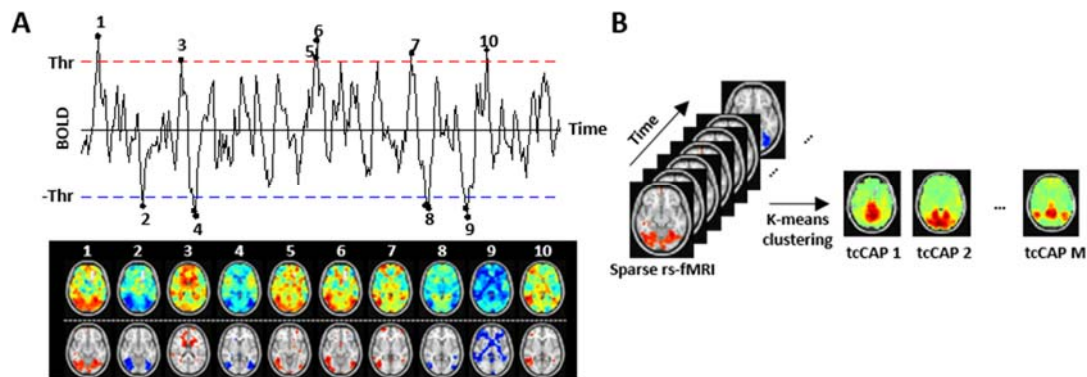 A
1
3
6
5
7
10
Thr
BOLD
Time
-Thr
2
4
8
9
1 2 3 4 5 6 7 8 9 10
B
Time
...
...
Sparse rs-fMRI
K-means
clustering
...
tcCAP 1
tcCAP 2
tcCAP M